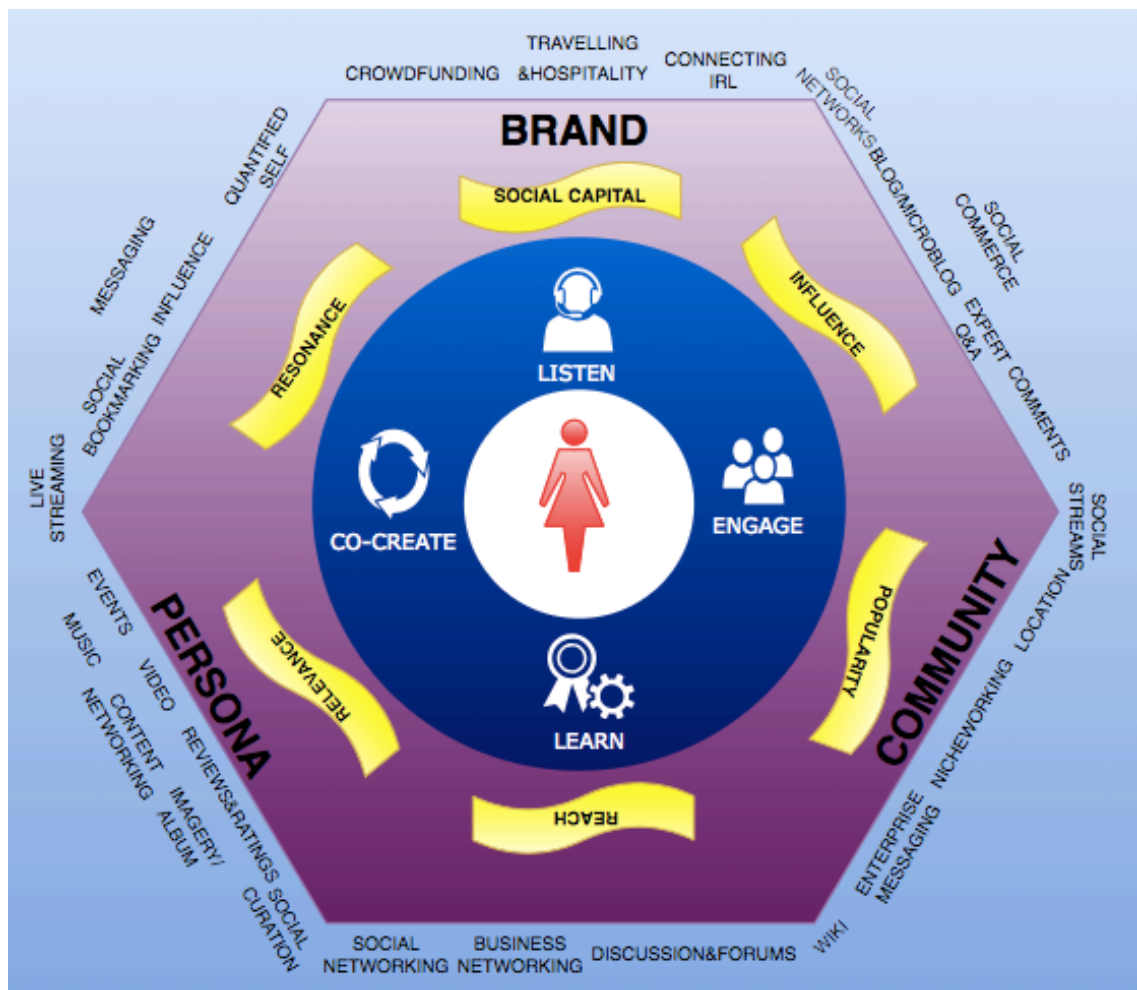 TRAVELLING
&HOSPITALITY
CROWDFUNDING
CONNECTING
IRL
SOCIAL
NETWORKS
BLOG/MICROBLOG
SOCIAL
COMMERCE
EXPERT
Q&A
COMMENTS
SOCIAL
STREAMS
LOCATION
NICHEWORKING
ENTERPRISE
MESSAGING
WIKI
DISCUSSION&FORUMS
BUSINESS
NETWORKING
SOCIAL
NETWORKING
SOCIAL
CURATION
REVIEWS&RATINGS
IMAGERY/
ALBUM
VIDEO
CONTENT
NETWORKING
EVENTS
MUSIC
LIVE
STREAMING
SOCIAL
BOOKMARKING
INFLUENCE
MESSAGING
QUANTIFIED
SELF
BRAND
COMMUNITY
PERSONA
SOCIAL CAPITAL
INFLUENCE
POPULARITY
REACH
RELEVANCE
RESONANCE
LISTEN
ENGAGE
LEARN
CO-CREATE